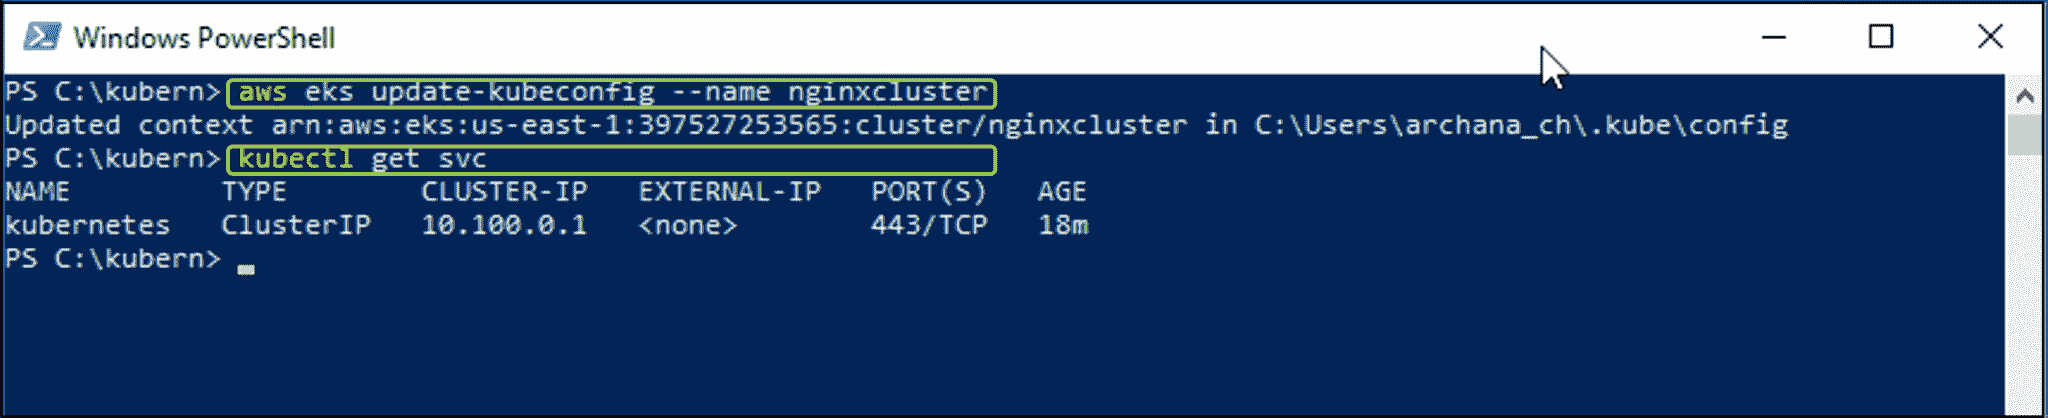 Windows PowerShell
PS C:\kubern> aws eks update-kubeconfig --name nginxcluster
Updated context arn:aws:eks:us-east-1:397527253565:cluster/nginxcluster in C:\Users\archana_ch\.kube\config
PS C:\kubern> kubectl get svc
NAME TYPE CLUSTER-IP EXTERNAL-IP PORT(S) AGE
kubernetes ClusterIP 10.100.0.1 <none> 443/TCP 18m
PS C:\kubern>